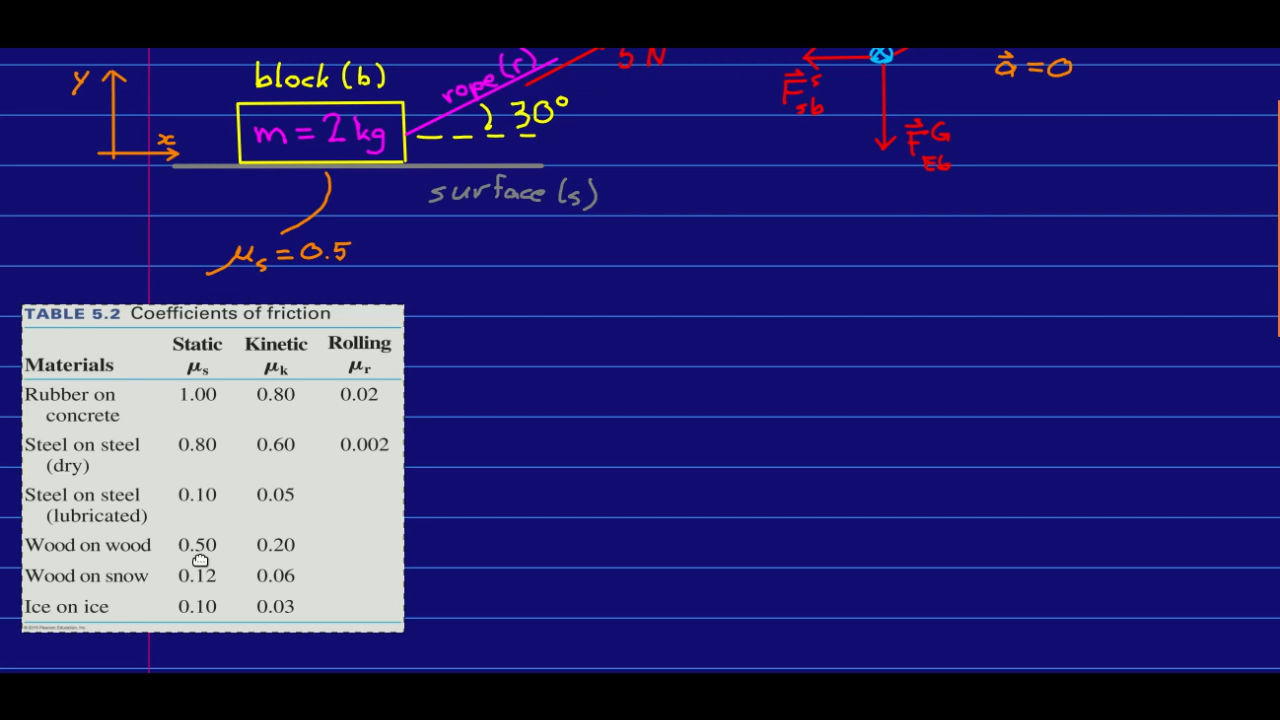 y
block (b)
rope (r)
5 N
30°
m = 2 kg
x
surface (s)
μs = 0.5
F⃗ s sb
F⃗ G Eb
a⃗ = 0
TABLE 5.2 Coefficients of friction
Materials Static μs Kinetic μk Rolling μr
Rubber on concrete 1.00 0.80 0.02
Steel on steel (dry) 0.80 0.60 0.002
Steel on steel (lubricated) 0.10 0.05
Wood on wood 0.50 0.20
Wood on snow 0.12 0.06
Ice on ice 0.10 0.03